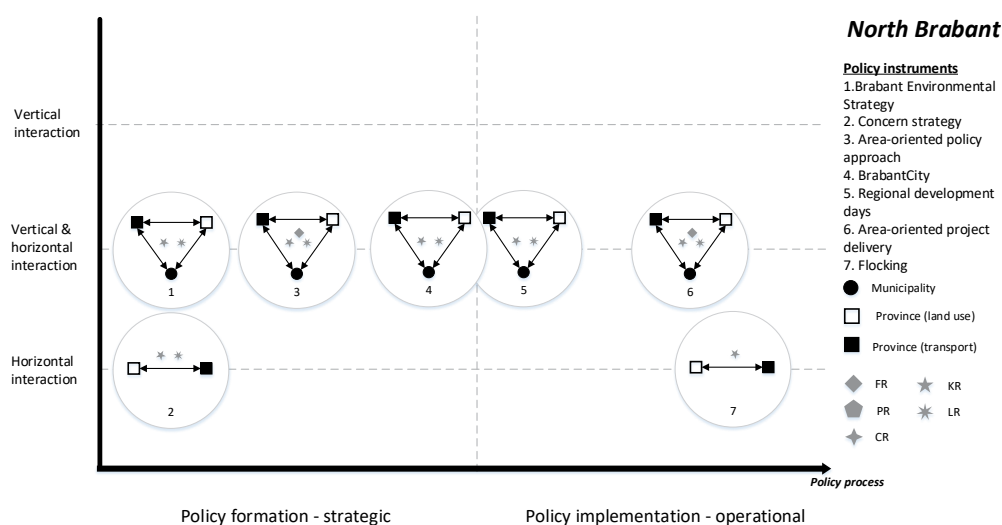 North Brabant
Policy instruments
1.Brabant Environmental
Strategy
2. Concern strategy
3. Area-oriented policy
approach
4. BrabantCity
5. Regional development
days
6. Area-oriented project
delivery
7. Flocking
Municipality
Province (land use)
Province (transport)
FR
KR
PR
LR
CR
Vertical
interaction
Vertical &
horizontal
interaction
Horizontal
interaction
1
3
4
5
6
2
7
Policy process
Policy formation - strategic
Policy implementation - operational